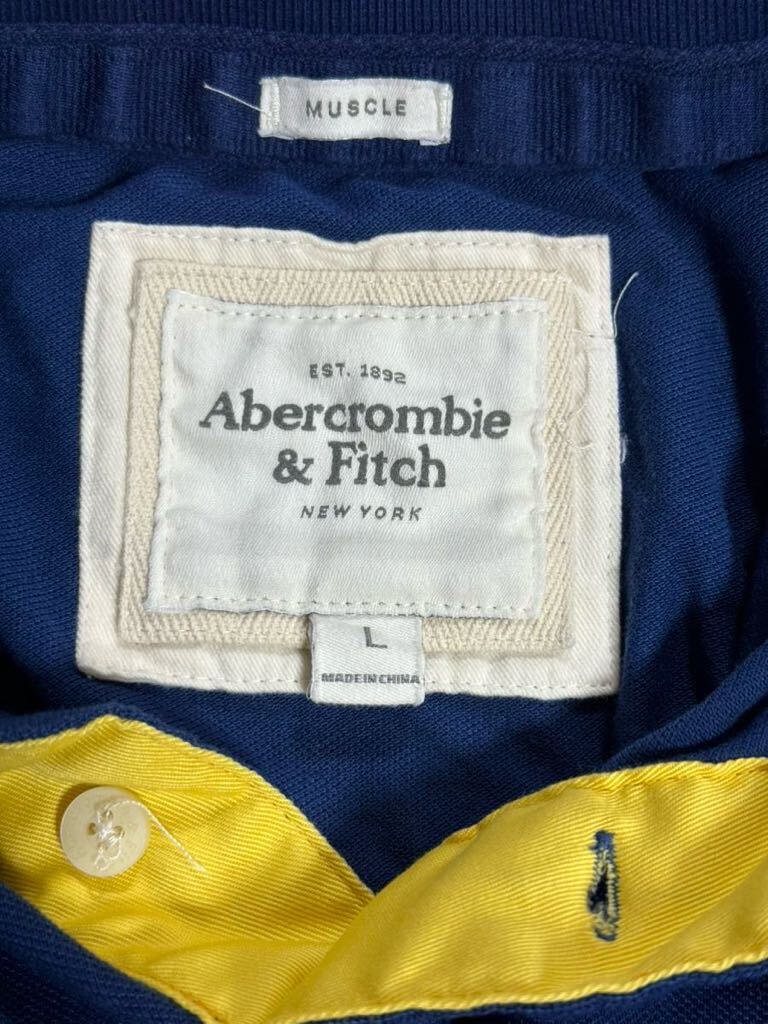 MUSCLE
EST. 1892
Abercrombie
& Fitch
NEW YORK
L
MADE IN CHINA